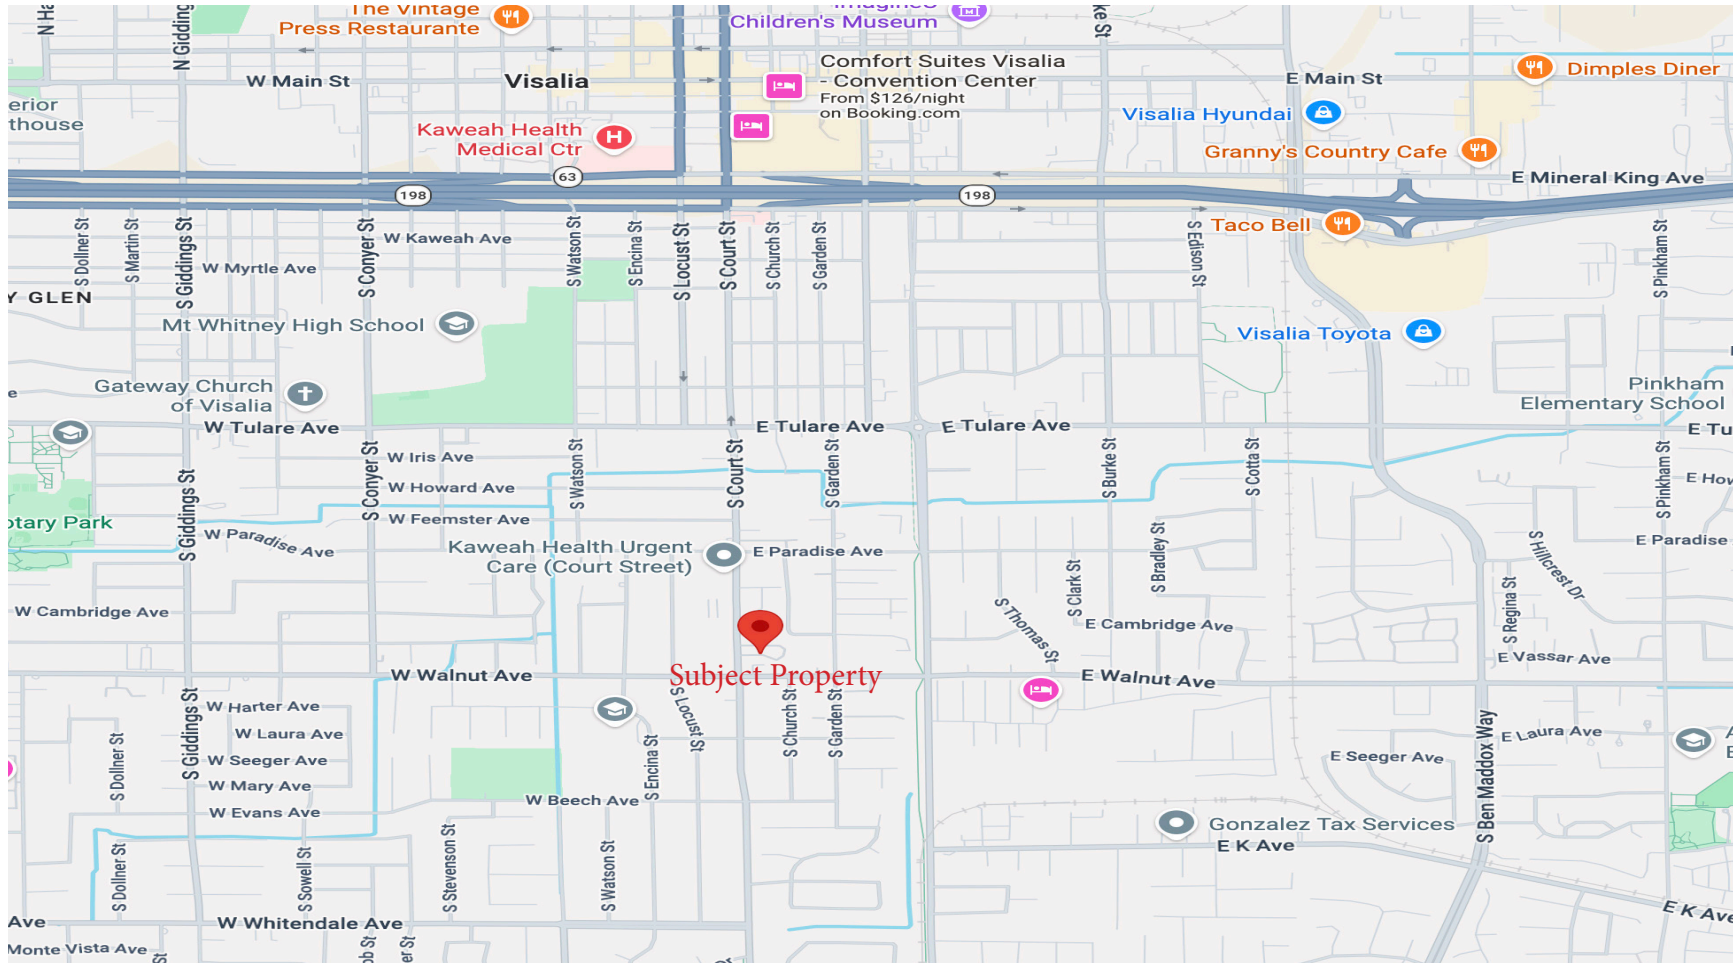 The Vintage
Press Restaurante
Children's Museum
N Gidding
W Main St
Visalia
Comfort Suites Visalia
- Convention Center
From $126/night
on Booking.com
E Main St
Dimples Diner
Visalia Hyundai
Kaweah Health
Medical Ctr
H
erior
thouse
Granny's Country Cafe
63
198
198
E Mineral King Ave
Taco Bell
S Dollner St
S Martin St
S Giddings St
S Conyer St
W Kaweah Ave
W Myrtle Ave
S Watson St
S Encina St
S Locust St
S Court St
S Church St
S Garden St
S Edison St
S Pinkham St
Y GLEN
Mt Whitney High School
Visalia Toyota
Gateway Church
of Visalia
Pinkham
Elementary School
W Tulare Ave
E Tulare Ave
E Tulare Ave
E Tu
W Iris Ave
W Howard Ave
W Feemster Ave
S Giddings St
S Conyer St
S Watson St
S Court St
S Garden St
S Burke St
S Cotta St
S Pinkham St
E How
otary Park
W Paradise Ave
Kaweah Health Urgent
Care (Court Street)
E Paradise Ave
S Clark St
S Bradley St
S Hillcrest Dr
E Paradise
W Cambridge Ave
S Thomas St
E Cambridge Ave
S Regina St
E Vassar Ave
W Walnut Ave
Subject Property
E Walnut Ave
W Harter Ave
W Laura Ave
W Seeger Ave
W Mary Ave
W Evans Ave
S Giddings St
S Dollner St
S Locust St
S Encina St
S Church St
S Garden St
W Beech Ave
E Laura Ave
E Seeger Ave
S Ben Maddox Way
Gonzalez Tax Services
E K Ave
S Dollner St
S Sowell St
S Stevenson St
S Watson St
Ave
W Whitendale Ave
E K Ave
Monte Vista Ave